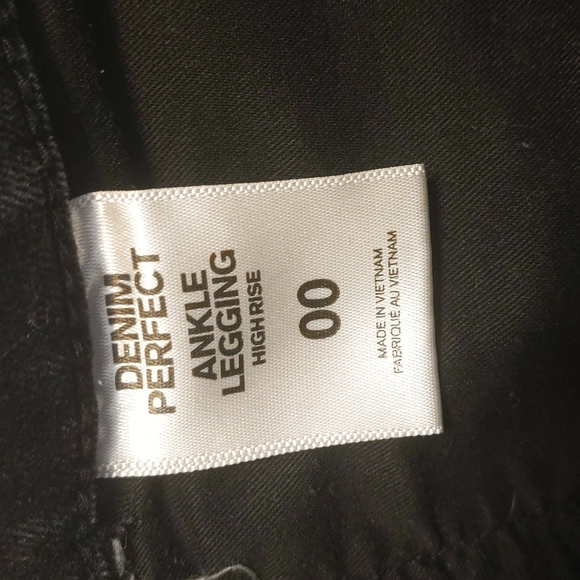 DENIM
PERFECT
ANKLE
LEGGING
HIGH RISE
00
MADE IN VIETNAM
FABRIQUÉ AU VIETNAM